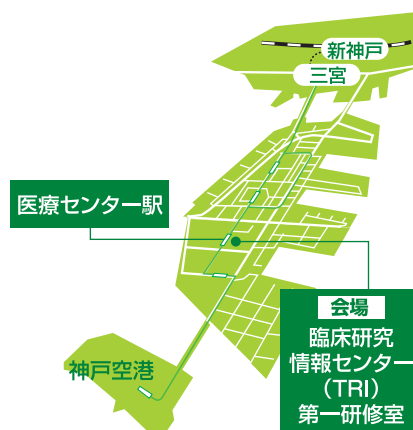 新神戸
三宮
医療センター駅
会場
臨床研究
情報センター
（TRI）
第一研修室
神戸空港